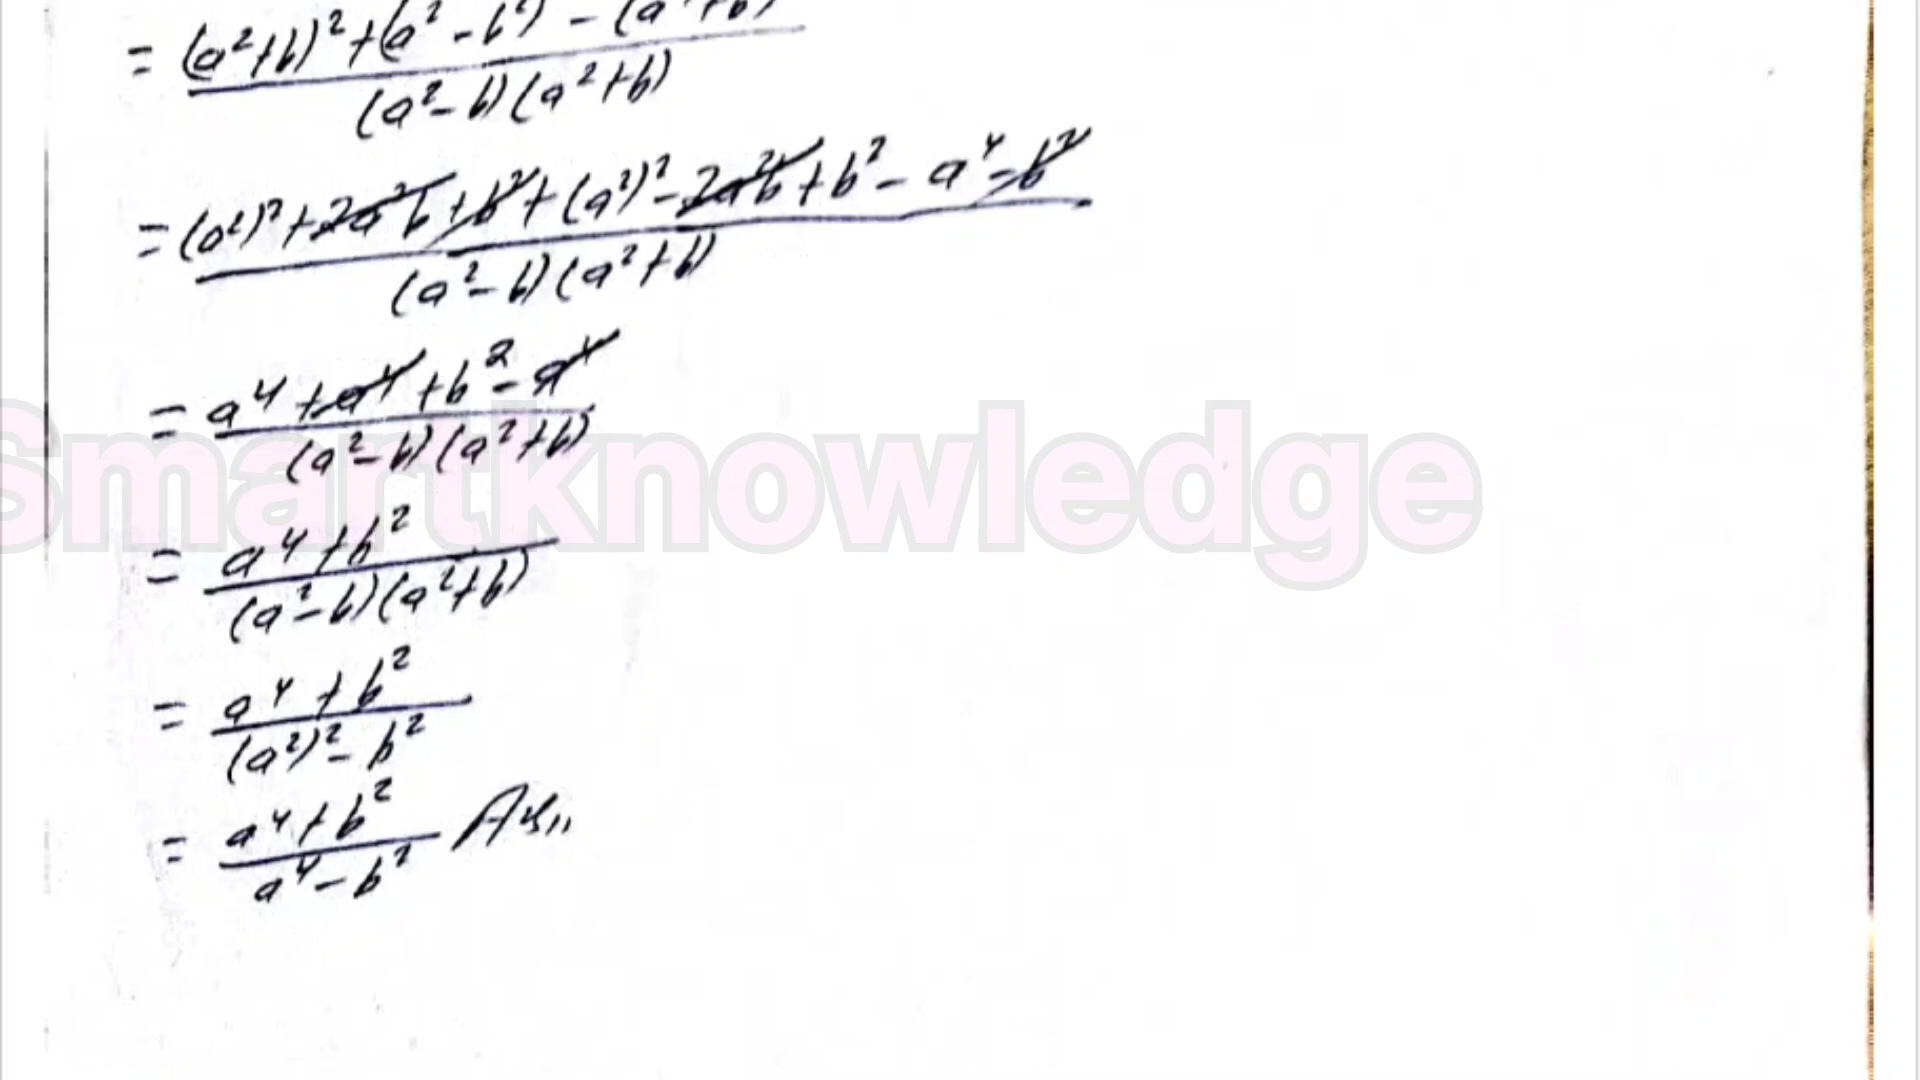 = (a²+b)²+(a²-b²) - (a⁴+b²)
(a²-b)(a²+b)
= (a²)²+2a²b+b²+(a²)²-2a²b+b²-a⁴-b²
(a²-b)(a²+b)
= a⁴+a⁴+b²-a⁴
(a²-b)(a²+b)
Smartknowledge
= a⁴+b²
(a²-b)(a²+b)
= a⁴+b²
(a²)²-b²
= a⁴+b² Ans,,
a⁴-b²